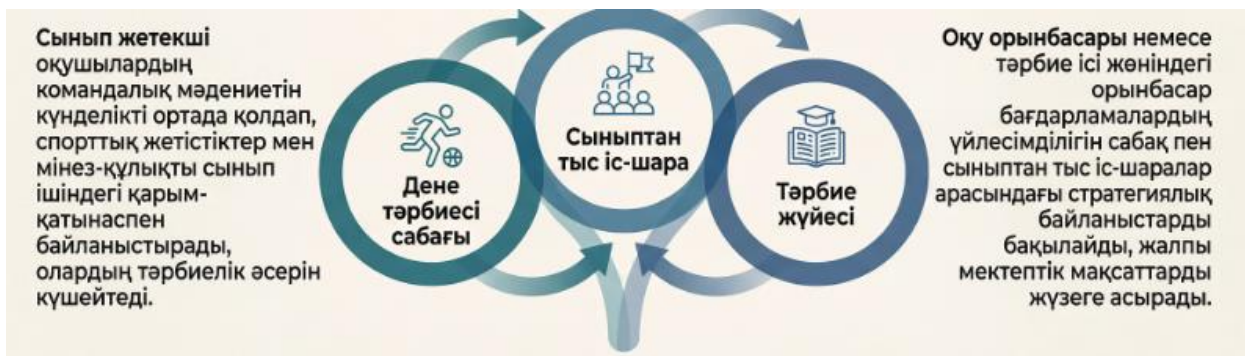 Сынып жетекші
оқушылардың
командалық мәдениетін
күнделікті ортада қолдап,
спорттық жетістіктер мен
мінез-құлықты сынып
ішіндегі қарым-
қатынаспен
байланыстырады,
олардың тәрбиелік әсерін
күшейтеді.
Дене
тәрбиесі
сабағы
Сыныптан
тыс іс-шара
Тәрбие
жүйесі
Оқу орынбасары немесе
тәрбие ісі жөніндегі
орынбасар
бағдарламалардың
үйлесімділігін сабақ пен
сыныптан тыс іс-шаралар
арасындағы стратегиялық
байланыстарды
бақылайды, жалпы
мектептік мақсаттарды
жүзеге асырады.